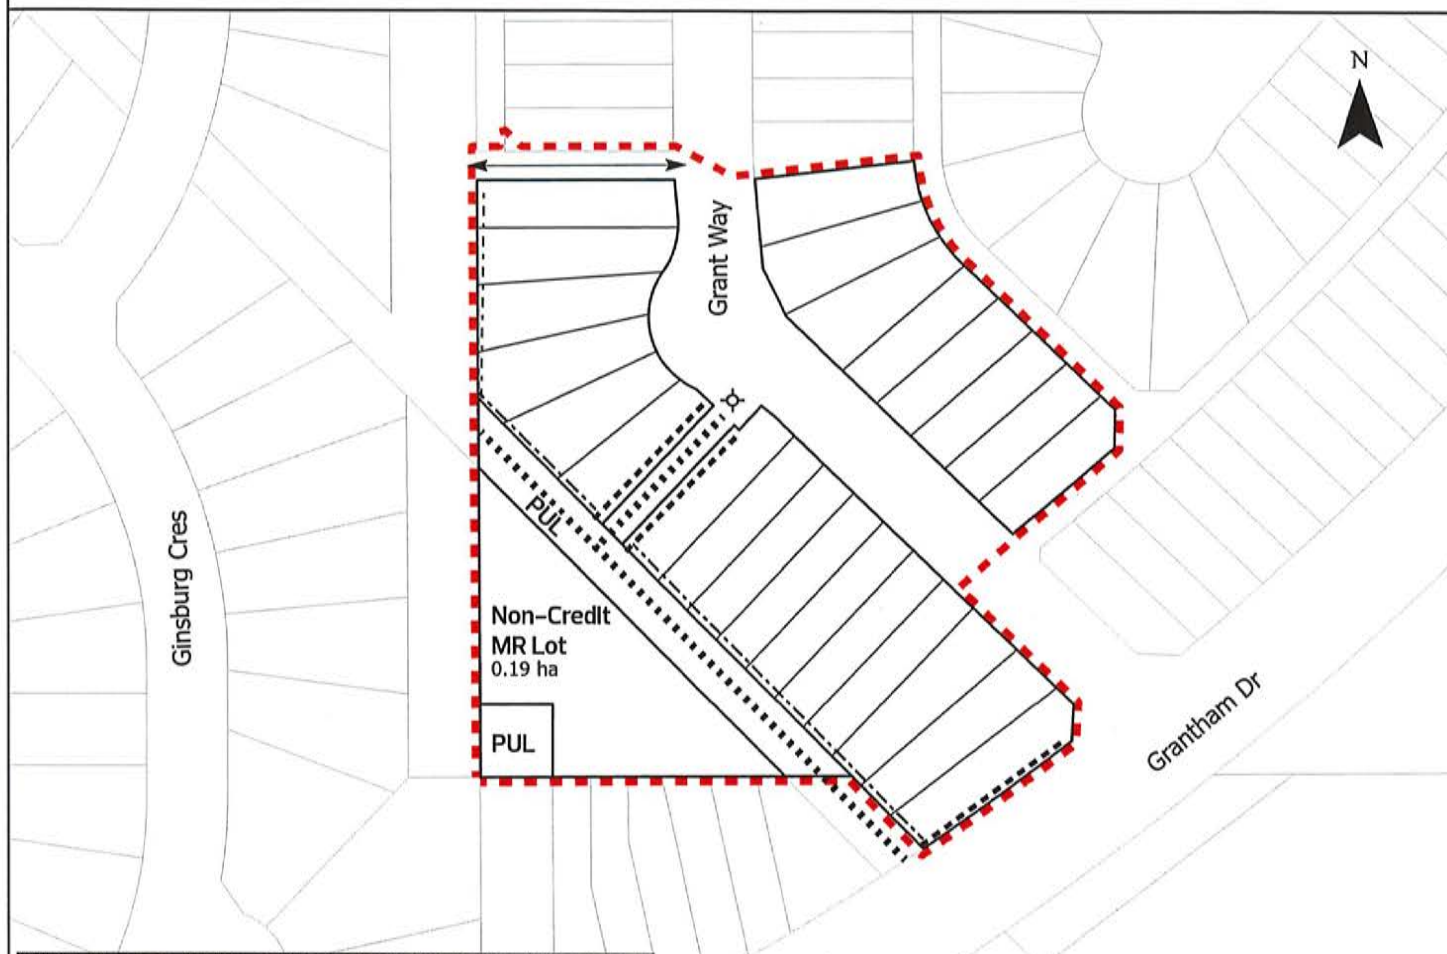 N
Grant Way
PUL
Ginsburg Cres
Non-Credit
MR Lot
0.19 ha
PUL
Grantham Dr